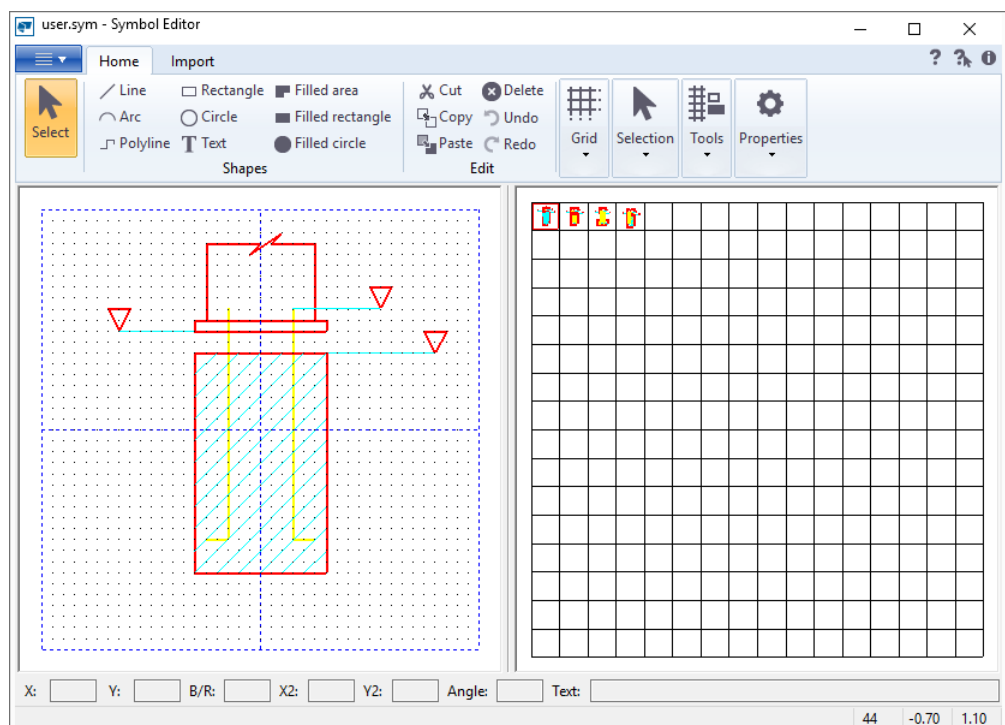 user.sym - Symbol Editor
Home Import
Select
Line Rectangle Filled area
Arc Circle Filled rectangle
Polyline Text Filled circle
Shapes
Cut Delete
Copy Undo
Paste Redo
Edit
Grid Selection Tools Properties
X: Y: B/R: X2: Y2: Angle: Text:
44 -0.70 1.10